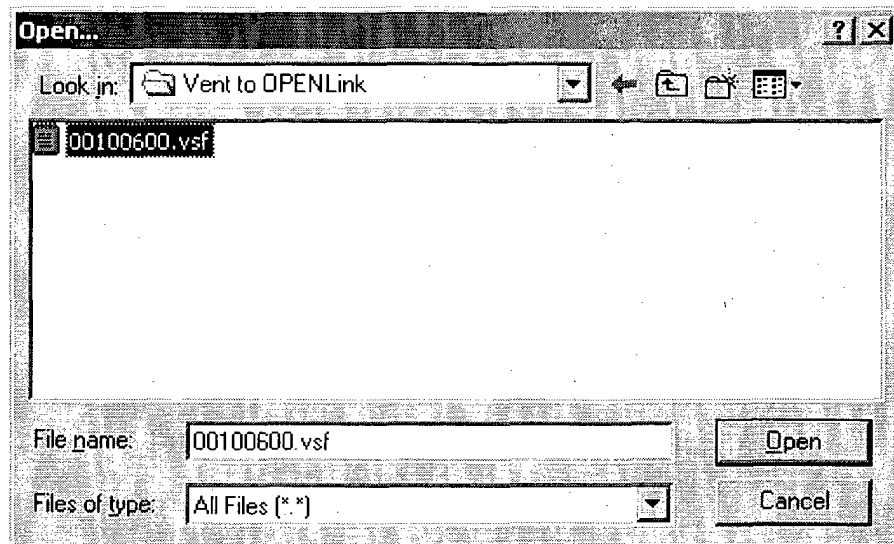 Open...
Look in: Vent to OPENLink
00100600.vsf
File name: 00100600.vsf Open
Files of type: All Files (*.*) Cancel